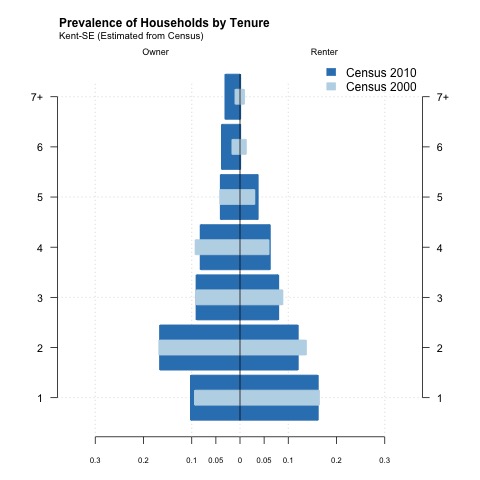 Prevalence of Households by Tenure
Kent-SE (Estimated from Census)
Owner Renter
Census 2010
Census 2000
7+ 7+
6 6
5 5
4 4
3 3
2 2
1 1
0.3 0.2 0.1 0.05 0 0.05 0.1 0.2 0.3